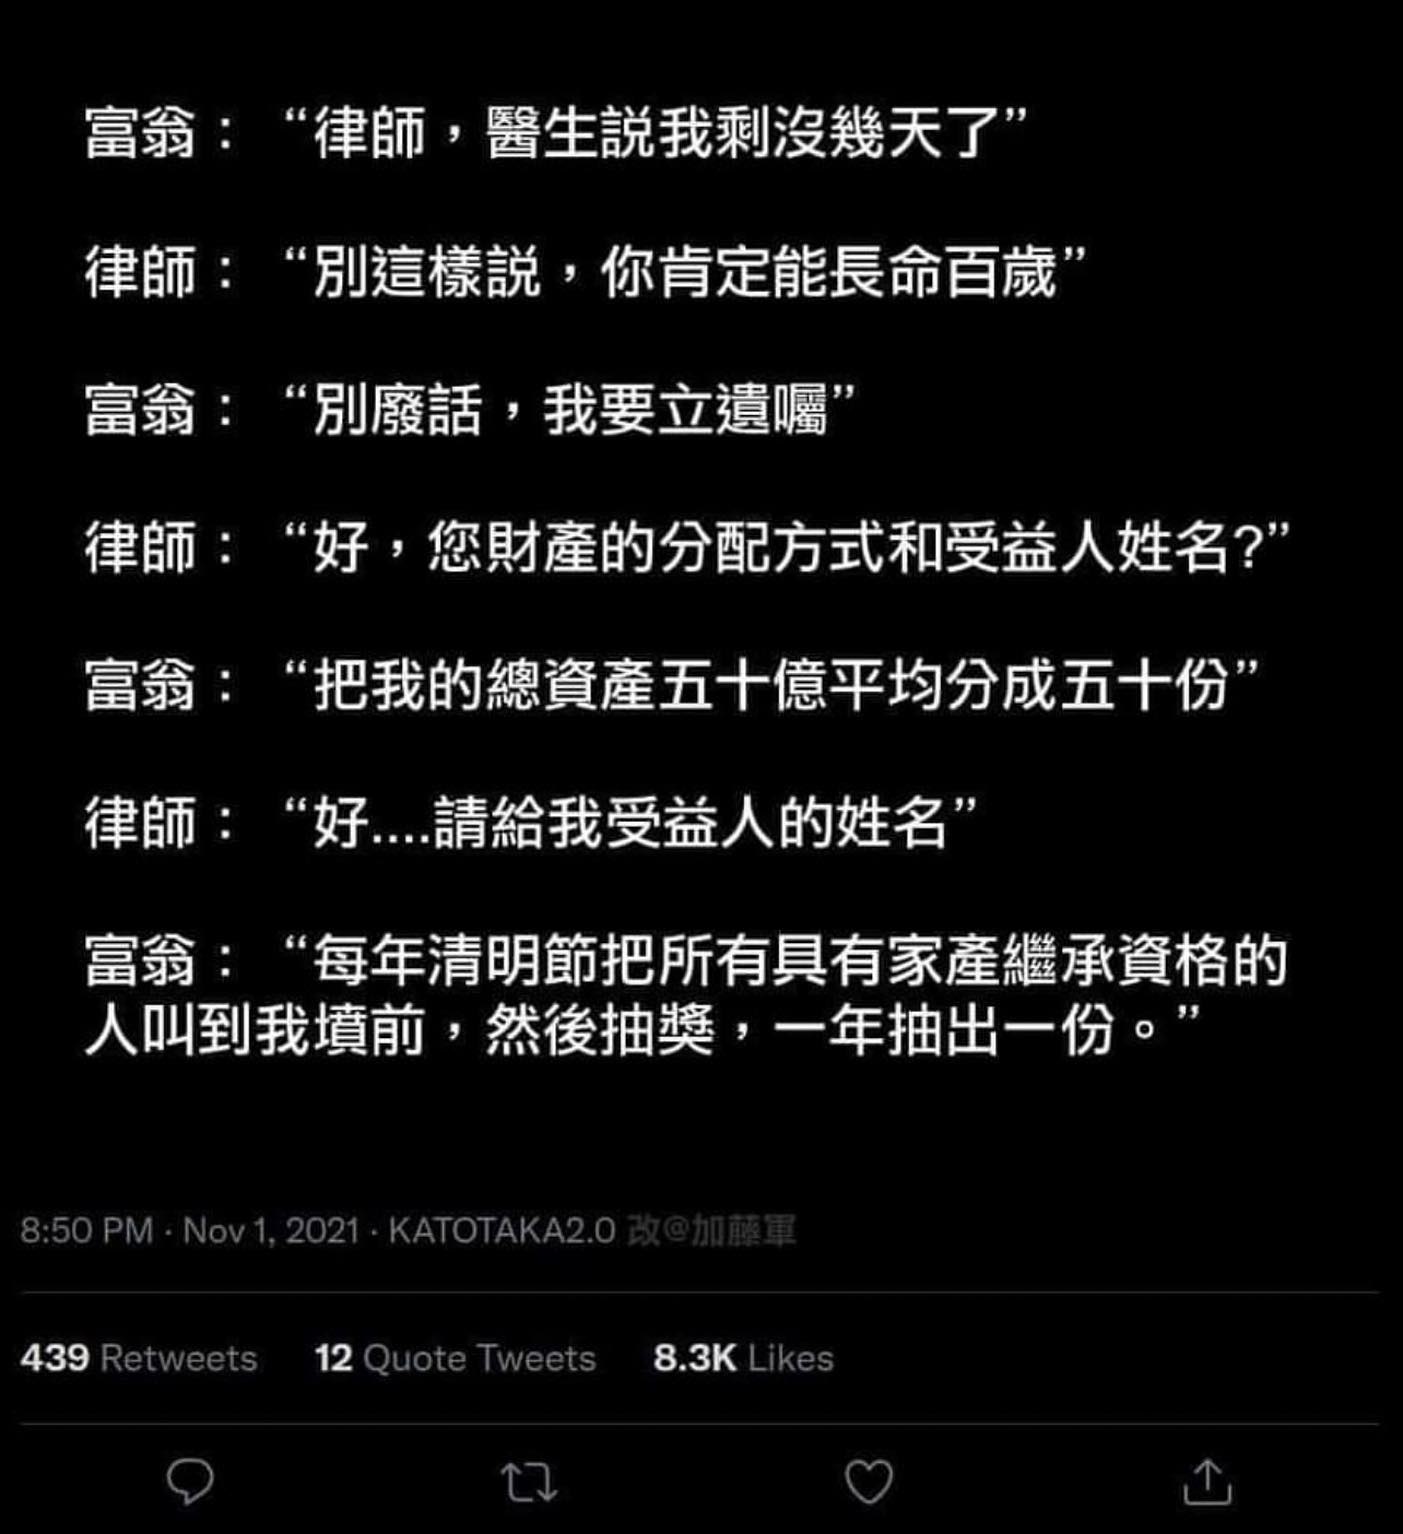 富翁：“律師，醫生説我剩沒幾天了”
律師：“別這樣説，你肯定能長命百歲”
富翁：“別廢話，我要立遺囑”
律師：“好，您財產的分配方式和受益人姓名?”
富翁：“把我的總資產五十億平均分成五十份”
律師：“好....請給我受益人的姓名”
富翁：“每年清明節把所有具有家產繼承資格的
人叫到我墳前，然後抽獎，一年抽出一份。”
8:50 PM · Nov 1, 2021 · KATOTAKA2.0 改@加藤軍
439 Retweets 12 Quote Tweets 8.3K Likes